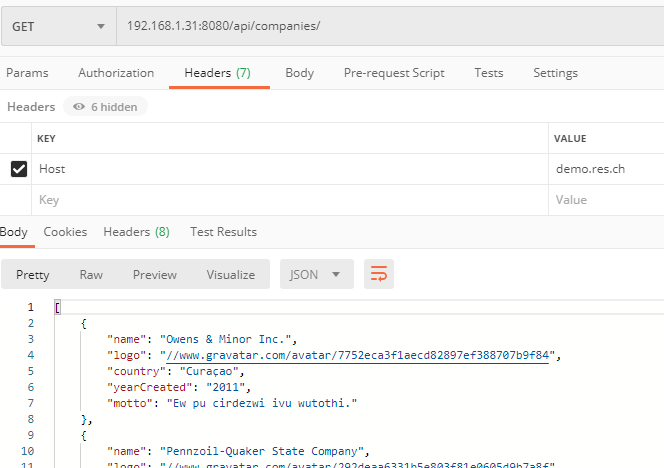 GET 192.168.1.31:8080/api/companies/
Params Authorization Headers (7) Body Pre-request Script Tests Settings
Headers 6 hidden
KEY VALUE
Host demo.res.ch
Key Value
Body Cookies Headers (8) Test Results
Pretty Raw Preview Visualize JSON
1 [
2 {
3 "name": "Owens & Minor Inc.",
4 "logo": "//www.gravatar.com/avatar/7752eca3f1aecd82897ef388707b9f84",
5 "country": "Curaçao",
6 "yearCreated": "2011",
7 "motto": "Ew pu cirdezwi ivu wutothi."
8 },
9 {
10 "name": "Pennzoil-Quaker State Company",
11 "logo": "//www.gravatar.com/avatar/292deaa6331b5e803f81e0605d9b7a8f"